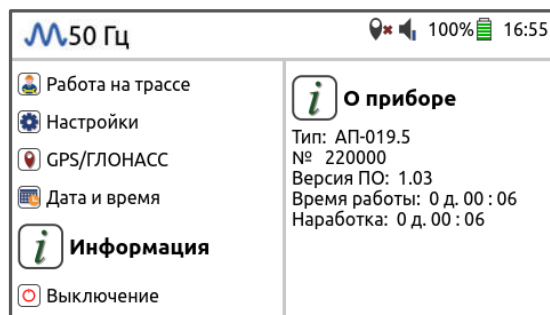 50 Гц
100% 16:55
Работа на трассе
Настройки
GPS/ГЛОНАСС
Дата и время
i Информация
Выключение
i О приборе
Тип: АП-019.5
№ 220000
Версия ПО: 1.03
Время работы: 0 д. 00 : 06
Наработка: 0 д. 00 : 06